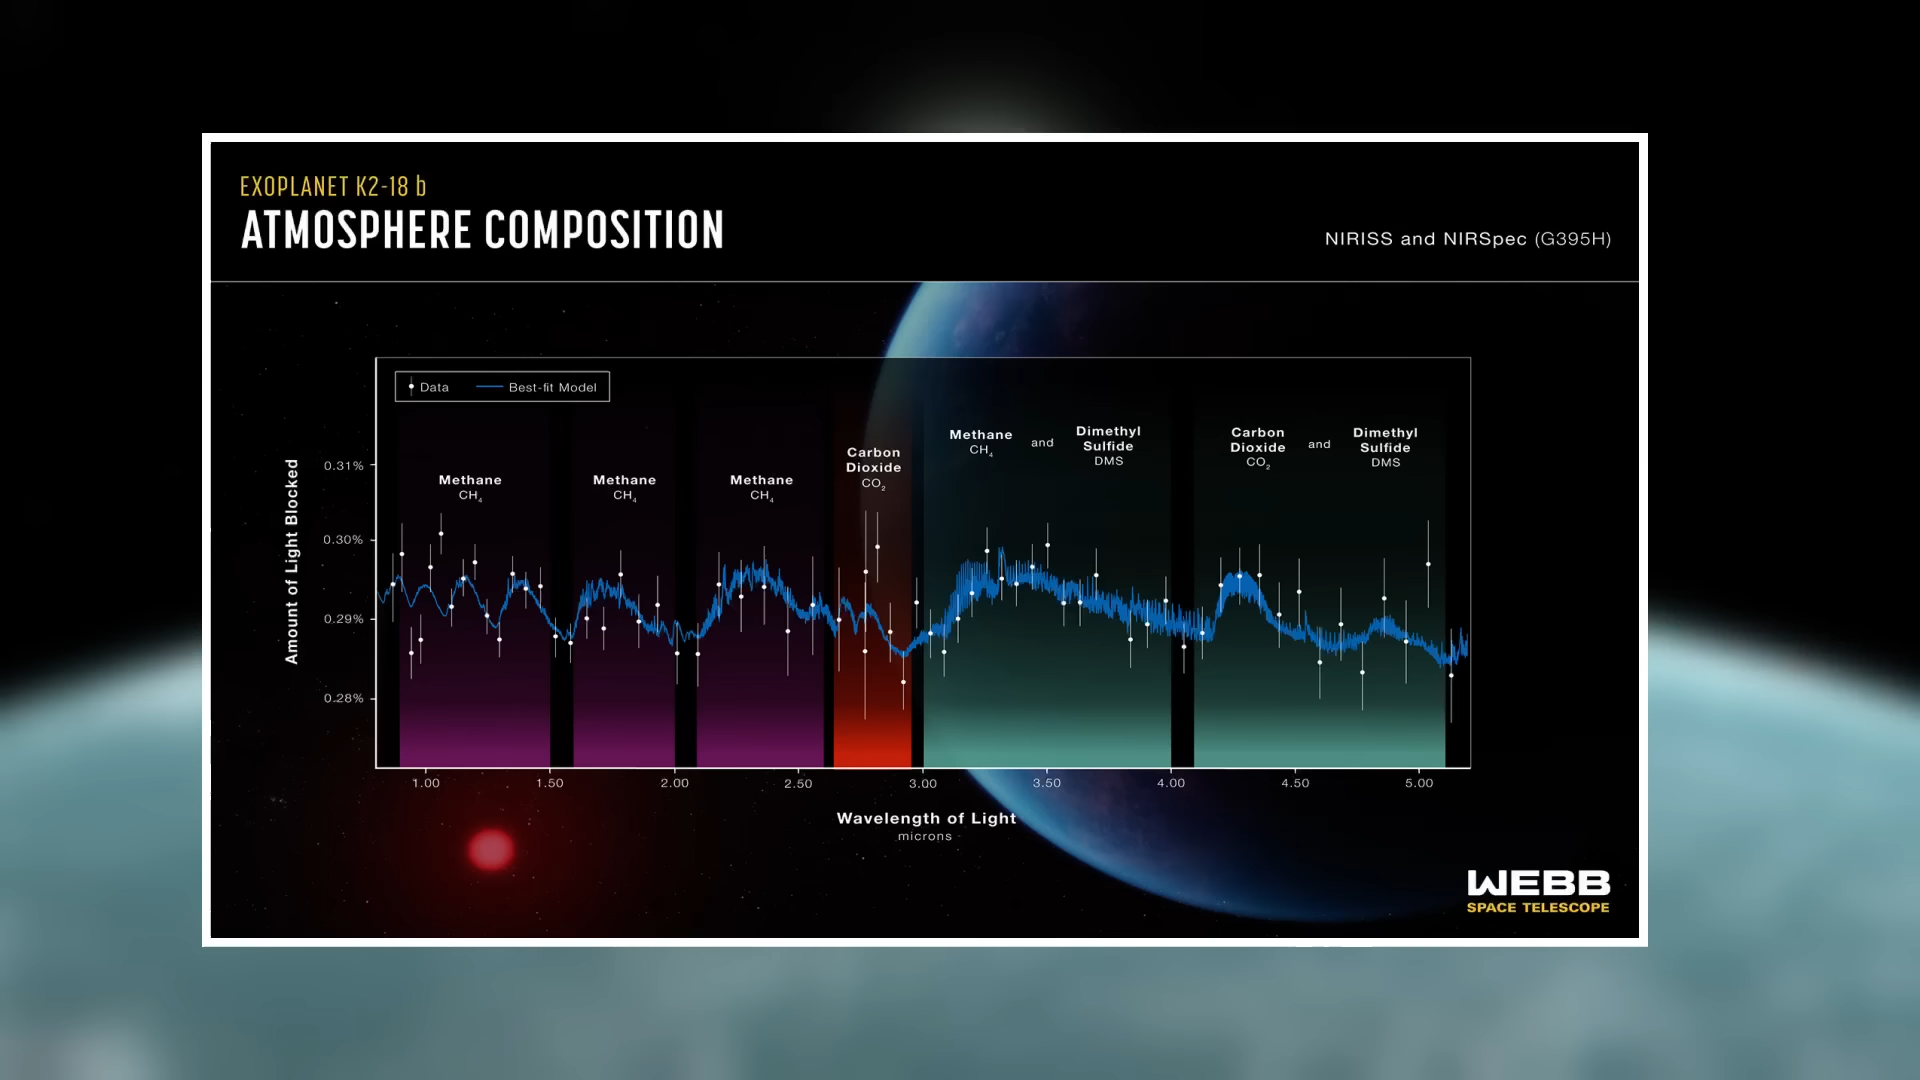 EXOPLANET K2-18 b
ATMOSPHERE COMPOSITION
NIRISS and NIRSpec (G395H)
Data
Best-fit Model
Methane
CH4
Methane
CH4
Methane
CH4
Carbon
Dioxide
CO2
Methane
CH4
and
Dimethyl
Sulfide
DMS
Carbon
Dioxide
CO2
and
Dimethyl
Sulfide
DMS
Amount of Light Blocked
0.31%
0.30%
0.29%
0.28%
1.00 1.50 2.00 2.50 3.00 3.50 4.00 4.50 5.00
Wavelength of Light
microns
WEBB
SPACE TELESCOPE